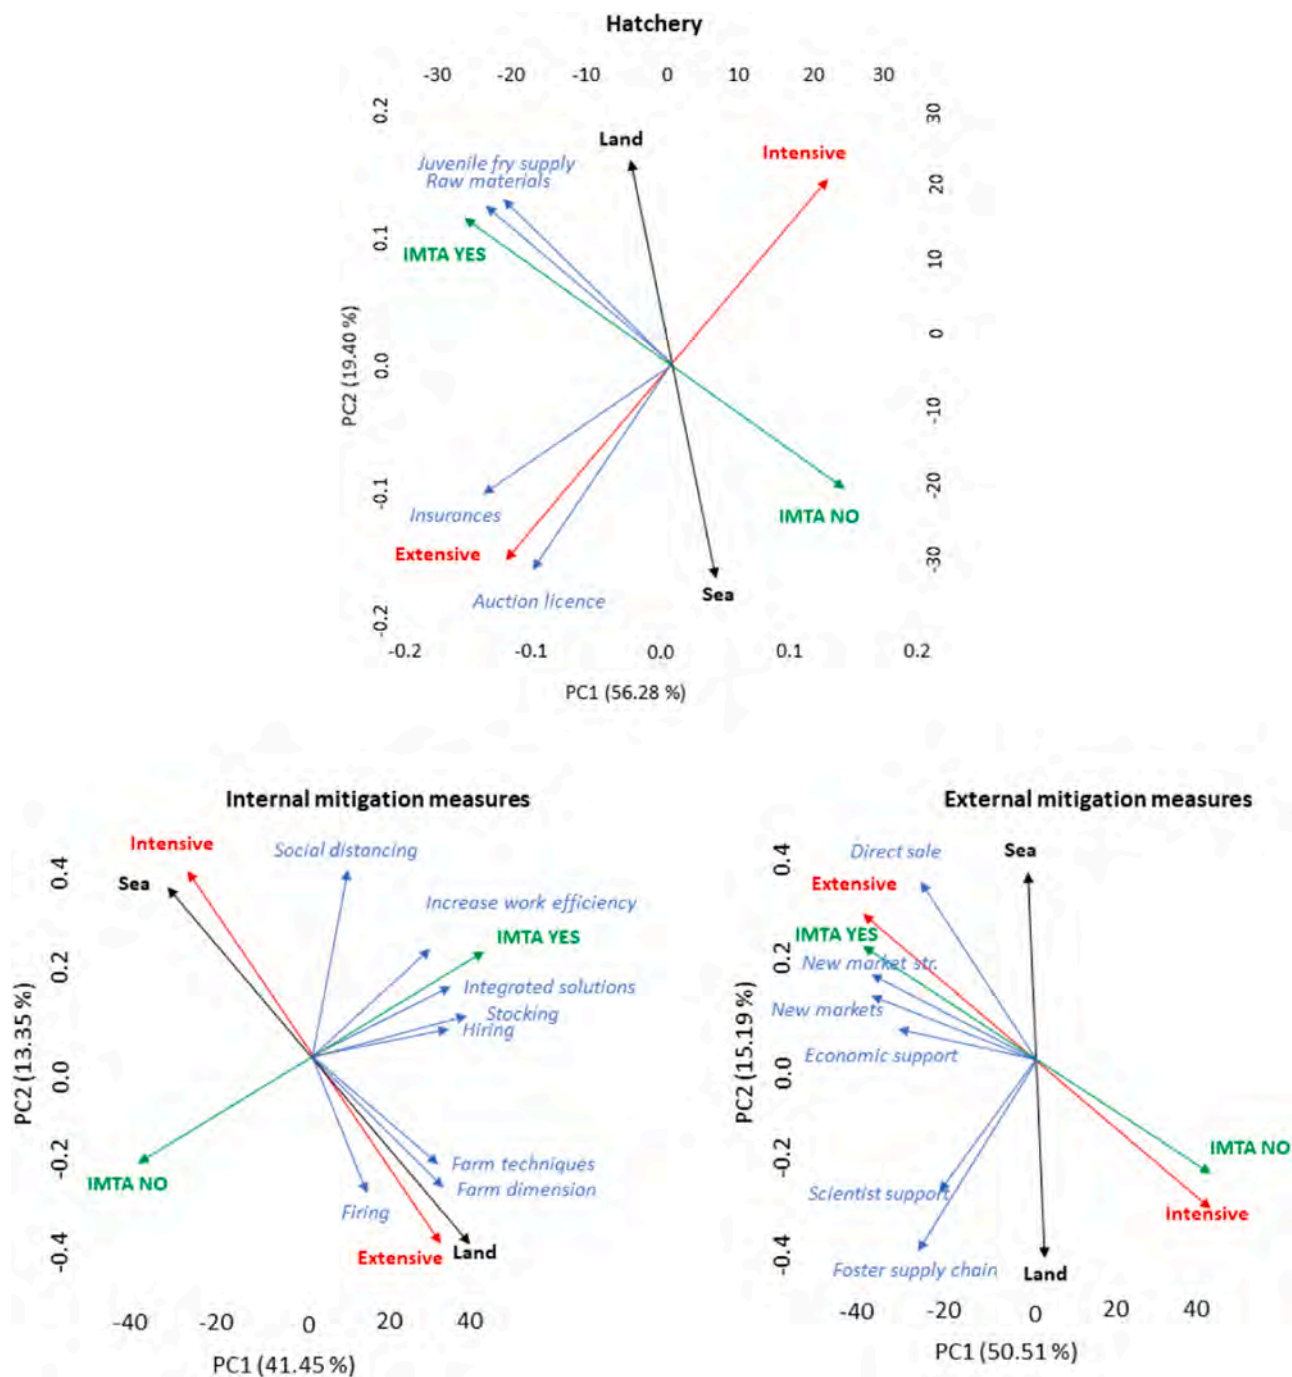 Hatchery
-30 -20 -10 0 10 20 30
0.2
0.1
0.0
-0.1
-0.2
PC2 (19.40 %)
30
20
10
0
-10
-20
-30
Land
Intensive
Juvenile fry supply
Raw materials
IMTA YES
Insurances
Extensive
Auction licence
IMTA NO
Sea
-0.2 -0.1 0.0 0.1 0.2
PC1 (56.28 %)
Internal mitigation measures
Intensive
Social distancing
Sea
Increase work efficiency
IMTA YES
Integrated solutions
Stocking
Hiring
IMTA NO
Farm techniques
Farm dimension
Firing
Extensive
Land
0.4
0.2
0.0
-0.2
-0.4
PC2 (13.35 %)
-40 -20 0 20 40
PC1 (41.45 %)
External mitigation measures
Direct sale
Sea
Extensive
IMTA YES
New market str.
New markets
Economic support
IMTA NO
Scientist support
Intensive
Foster supply chain
Land
0.4
0.2
0.0
-0.2
-0.4
PC2 (15.19 %)
-40 -20 0 20 40
PC1 (50.51 %)